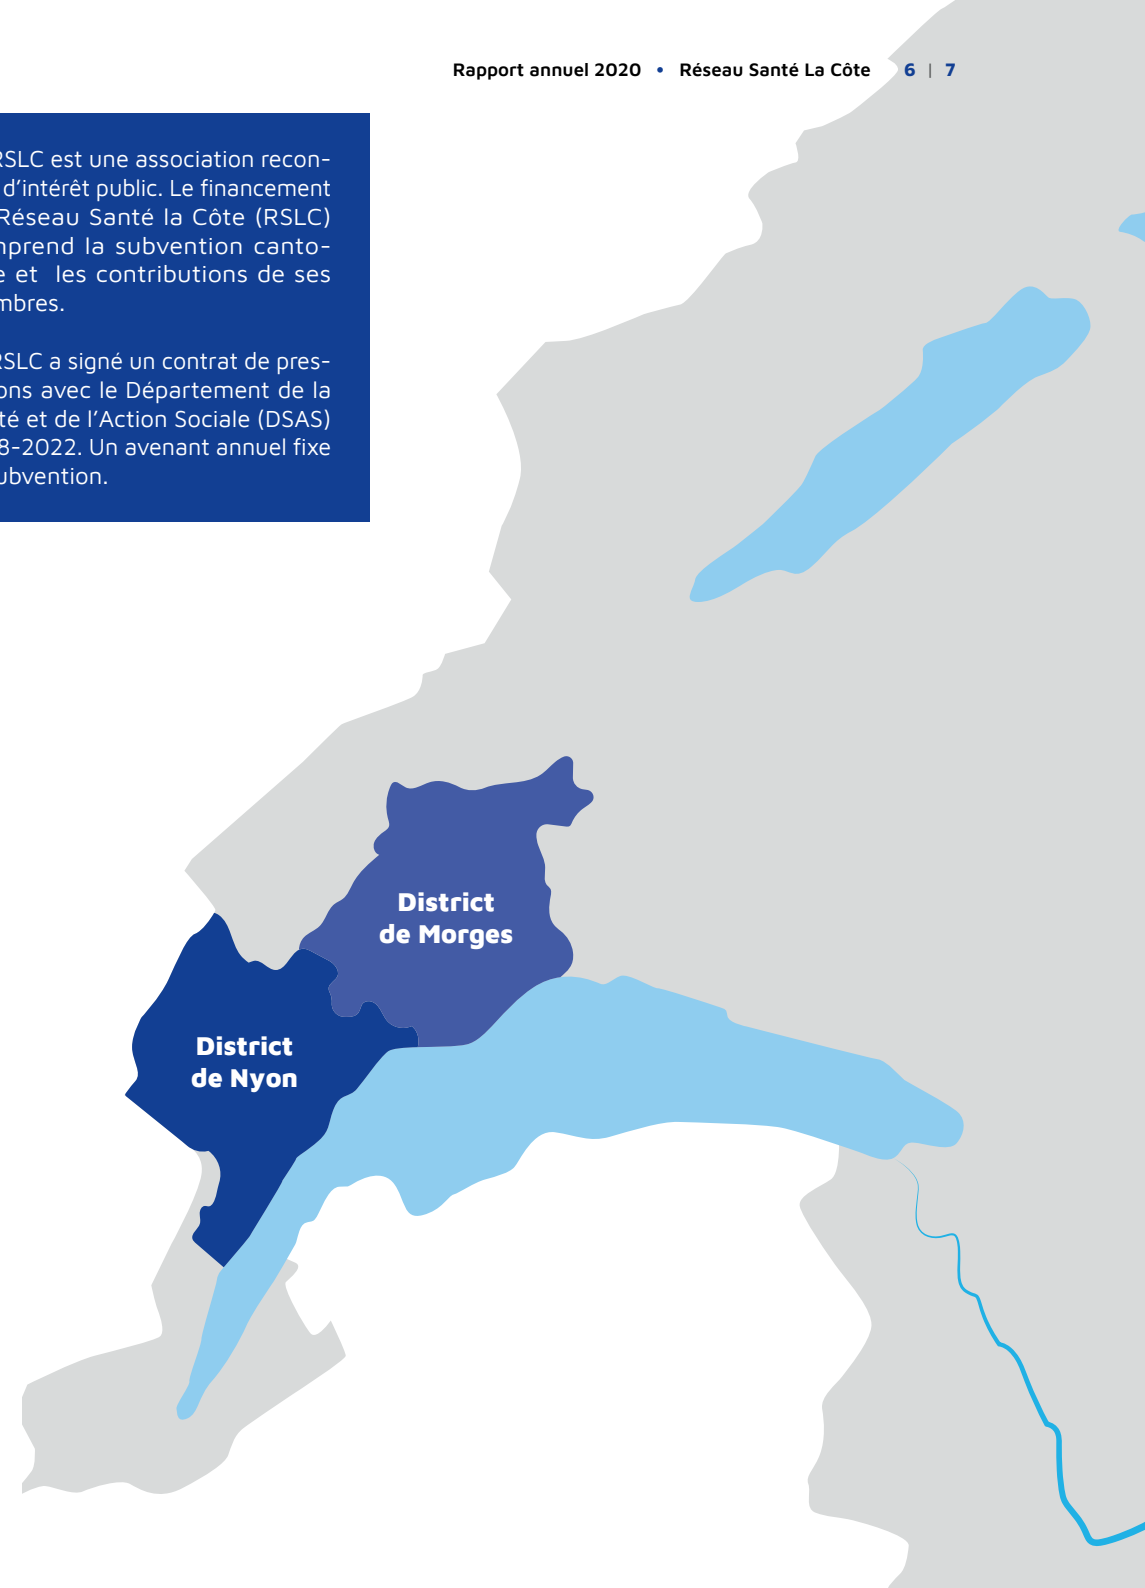 Rapport annuel 2020 • Réseau Santé La Côte 6 | 7
RSLC est une association recon-
d’intérêt public. Le financement
Réseau Santé la Côte (RSLC)
nprend la subvention canto-
e et les contributions de ses
mbres.
RSLC a signé un contrat de pres-
ons avec le Département de la
té et de l’Action Sociale (DSAS)
8-2022. Un avenant annuel fixe
ubvention.
District
de Morges
District
de Nyon